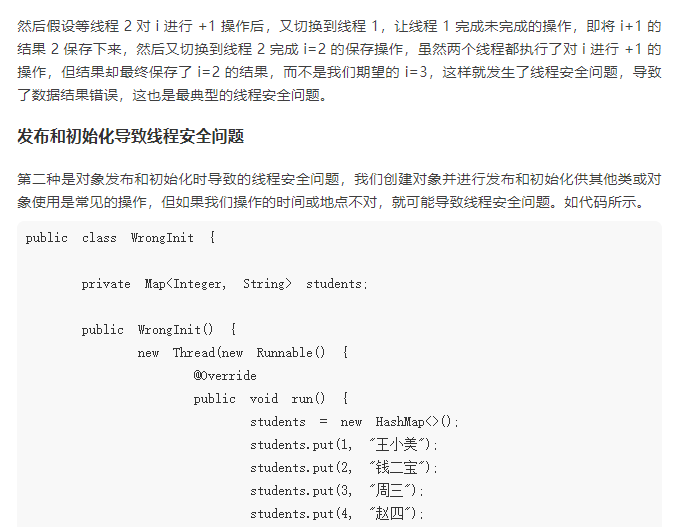 然后假设等线程 2 对 i 进行 +1 操作后，又切换到线程 1，让线程 1 完成未完成的操作，即将 i+1 的
结果 2 保存下来，然后又切换到线程 2 完成 i=2 的保存操作，虽然两个线程都执行了对 i 进行 +1 的
操作，但结果却最终保存了 i=2 的结果，而不是我们期望的 i=3，这样就发生了线程安全问题，导致
了数据结果错误，这也是最典型的线程安全问题。
发布和初始化导致线程安全问题
第二种是对象发布和初始化时导致的线程安全问题，我们创建对象并进行发布和初始化供其他类或对
象使用是常见的操作，但如果我们操作的时间或地点不对，就可能导致线程安全问题。如代码所示。
public class WrongInit {
private Map<Integer, String> students;
public WrongInit() {
new Thread(new Runnable() {
@Override
public void run() {
students = new HashMap<>();
students.put(1, "王小美");
students.put(2, "钱二宝");
students.put(3, "周三");
students.put(4, "赵四");